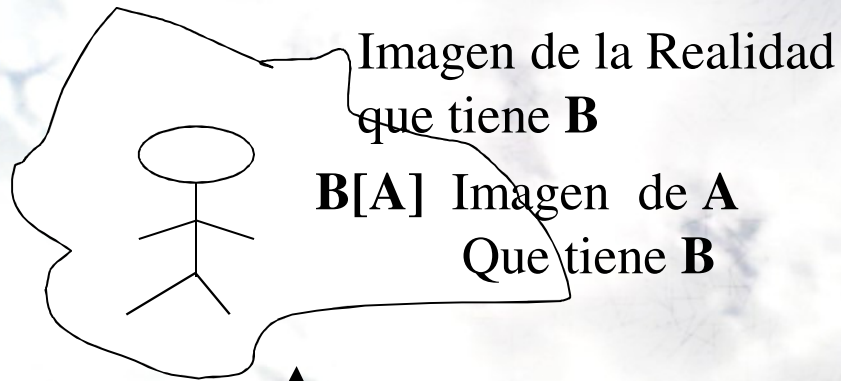 Imagen de la Realidad
que tiene B
B[A] Imagen de A
Que tiene B